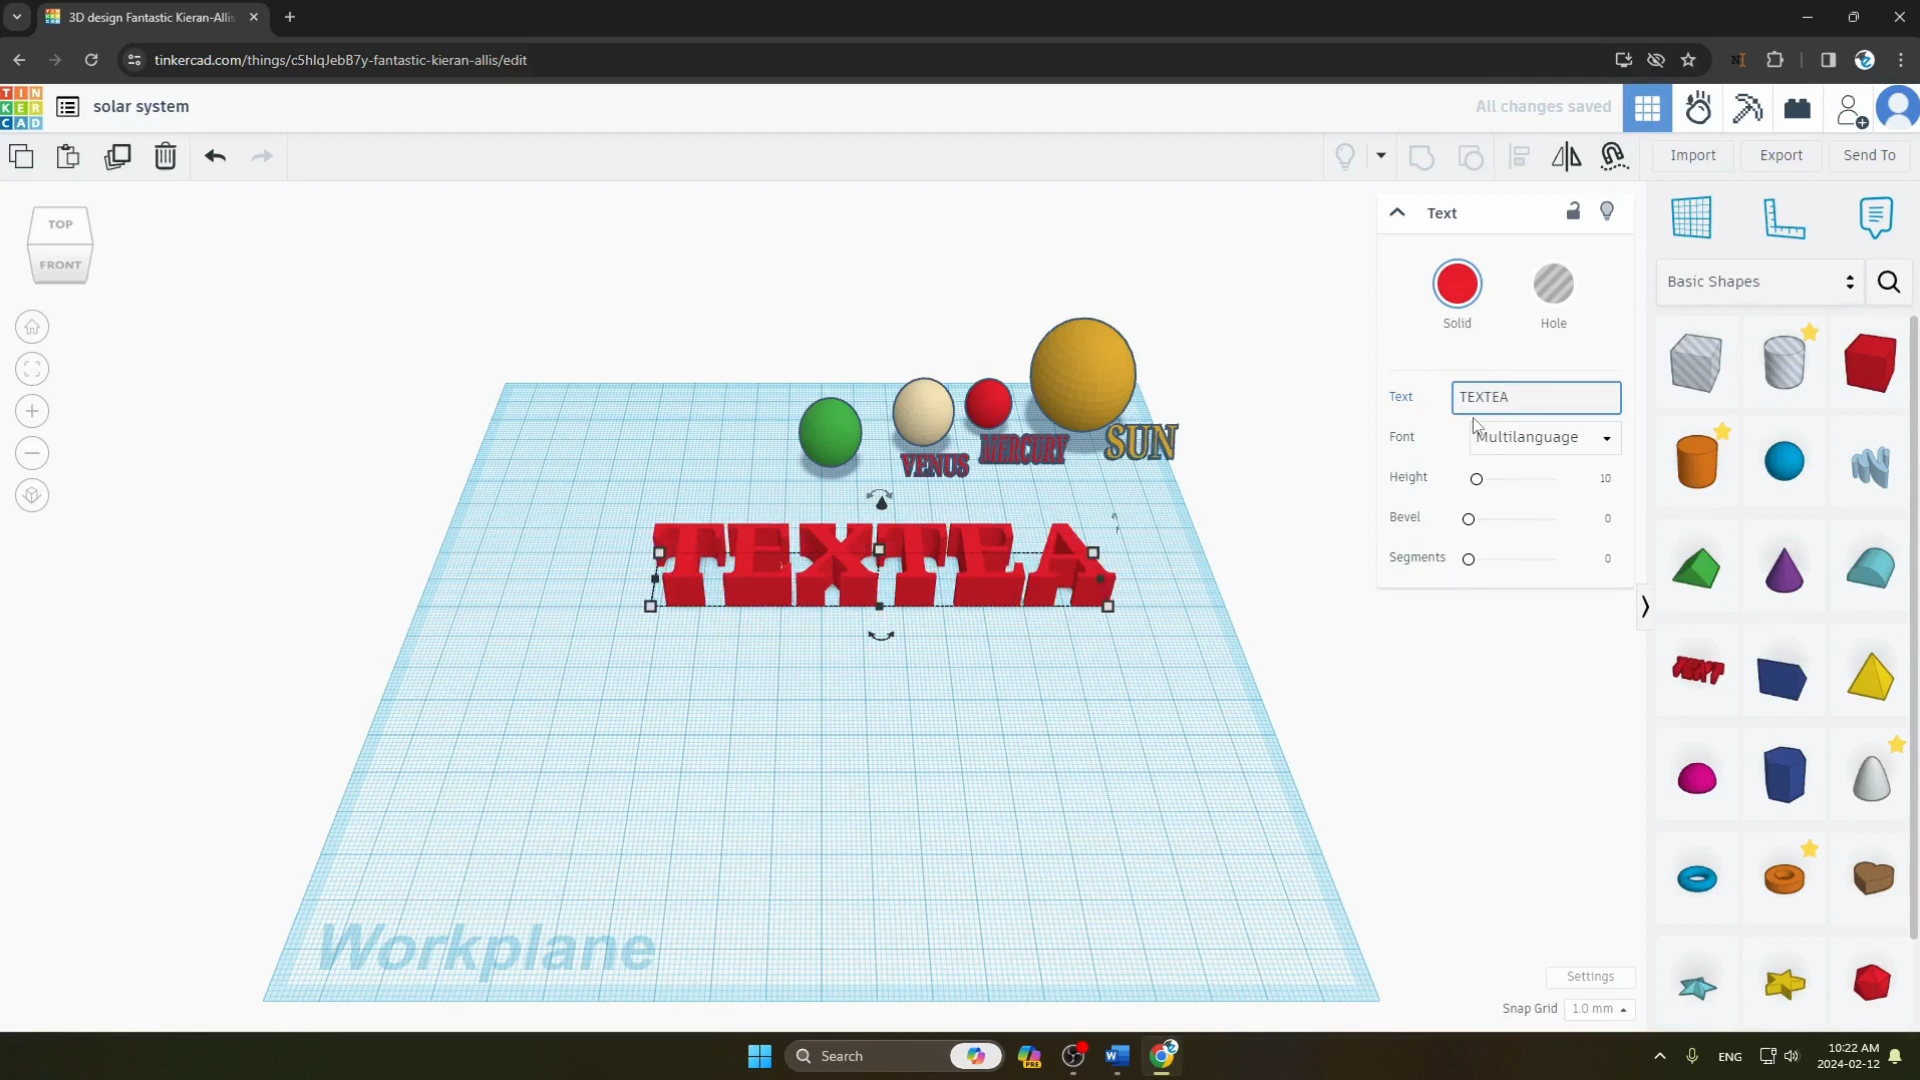 3D design Fantastic Kieran-Allis
tinkercad.com/things/c5hlqJebB7y-fantastic-kieran-allis/edit
TIN
KER
CAD
solar system
All changes saved
Import
Export
Send To
TOP
FRONT
Text
Solid
Hole
Text
TEXTEA
Font
Multilanguage
Height
10
Bevel
0
Segments
0
Basic Shapes
TEXT
SUN
MERCURY
VENUS
TEXTEA
Workplane
Settings
Snap Grid
1.0 mm
Search
PRE
ENG
10:22 AM
2024-02-12